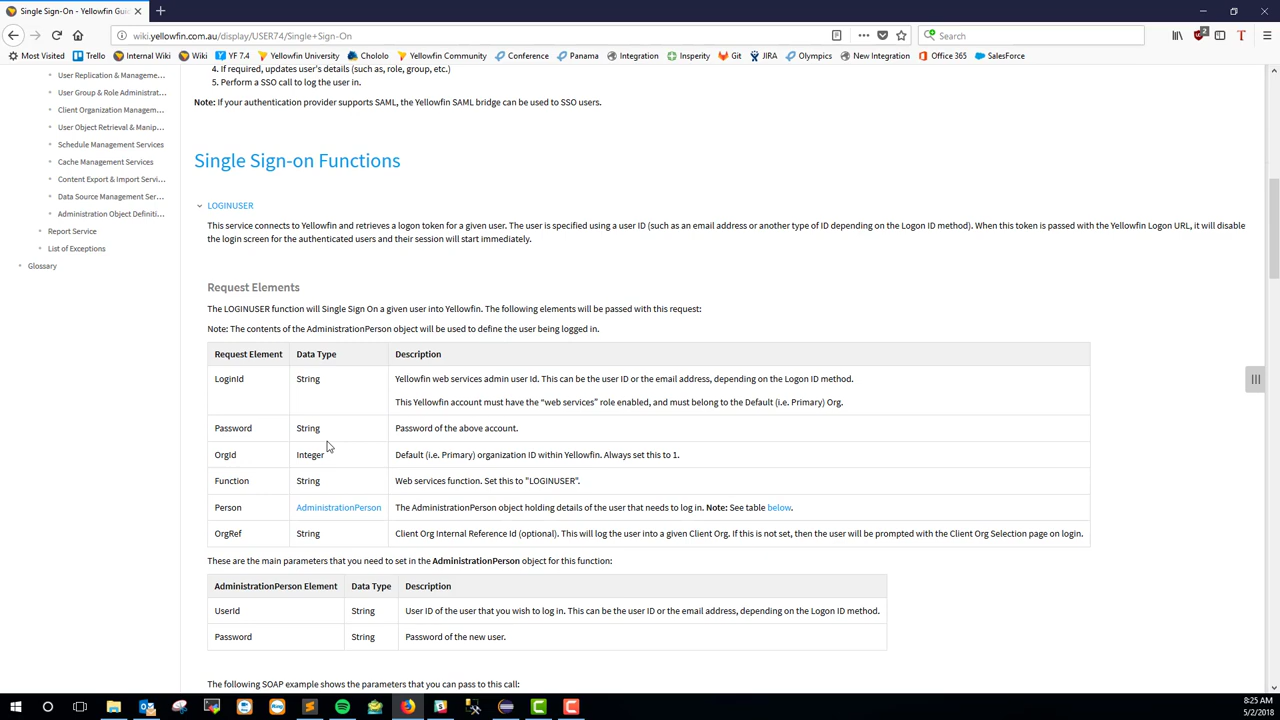 Single Sign-On - Yellowfin Guid
wiki.yellowfin.com.au/display/USER74/Single+Sign-On
Search
Most Visited Trello Internal Wiki Wiki YF 7.4 Yellowfin University Chololo Yellowfin Community Conference Panama Integration Insperity Git JIRA Olympics New Integration Office 365 SalesForce
User Replication & Manageme...
User Group & Role Administrat...
Client Organization Managem...
User Object Retrieval & Manip...
Schedule Management Services
Cache Management Services
Content Export & Import Servi...
Data Source Management Ser...
Administration Object Definiti...
Report Service
List of Exceptions
Glossary
4. If required, updates user's details (such as, role, group, etc.)
5. Perform a SSO call to log the user in.
Note: If your authentication provider supports SAML, the Yellowfin SAML bridge can be used to SSO users.
Single Sign-on Functions
LOGINUSER
This service connects to Yellowfin and retrieves a logon token for a given user. The user is specified using a user ID (such as an email address or another type of ID depending on the Logon ID method). When this token is passed with the Yellowfin Logon URL, it will disable
the login screen for the authenticated users and their session will start immediately.
Request Elements
The LOGINUSER function will Single Sign On a given user into Yellowfin. The following elements will be passed with this request:
Note: The contents of the AdministrationPerson object will be used to define the user being logged in.
Request Element Data Type Description
LoginId String Yellowfin web services admin user Id. This can be the user ID or the email address, depending on the Logon ID method.
This Yellowfin account must have the “web services” role enabled, and must belong to the Default (i.e. Primary) Org.
Password String Password of the above account.
OrgId Integer Default (i.e. Primary) organization ID within Yellowfin. Always set this to 1.
Function String Web services function. Set this to "LOGINUSER".
Person AdministrationPerson The AdministrationPerson object holding details of the user that needs to log in. Note: See table below.
OrgRef String Client Org Internal Reference Id (optional). This will log the user into a given Client Org. If this is not set, then the user will be prompted with the Client Org Selection page on login.
These are the main parameters that you need to set in the AdministrationPerson object for this function:
AdministrationPerson Element Data Type Description
UserId String User ID of the user that you wish to log in. This can be the user ID or the email address, depending on the Logon ID method.
Password String Password of the new user.
The following SOAP example shows the parameters that you can pass to this call:
8:25 AM
5/2/2018